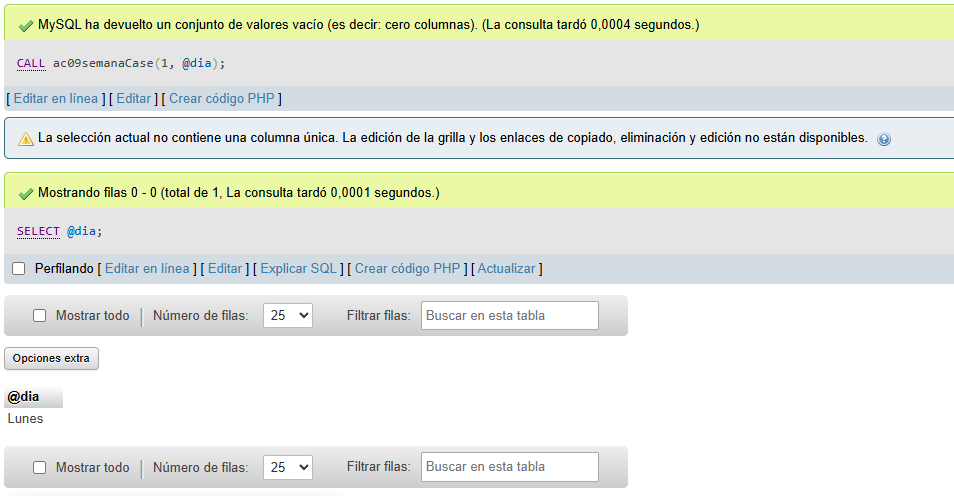 MySQL ha devuelto un conjunto de valores vacío (es decir: cero columnas). (La consulta tardó 0,0004 segundos.)
CALL ac09semanaCase(1, @dia);
[ Editar en línea ] [ Editar ] [ Crear código PHP ]
La selección actual no contiene una columna única. La edición de la grilla y los enlaces de copiado, eliminación y edición no están disponibles.
Mostrando filas 0 - 0 (total de 1, La consulta tardó 0,0001 segundos.)
SELECT @dia;
Perfilando [ Editar en línea ] [ Editar ] [ Explicar SQL ] [ Crear código PHP ] [ Actualizar ]
Mostrar todo | Número de filas: 25 Filtrar filas: Buscar en esta tabla
Opciones extra
@dia
Lunes
Mostrar todo | Número de filas: 25 Filtrar filas: Buscar en esta tabla